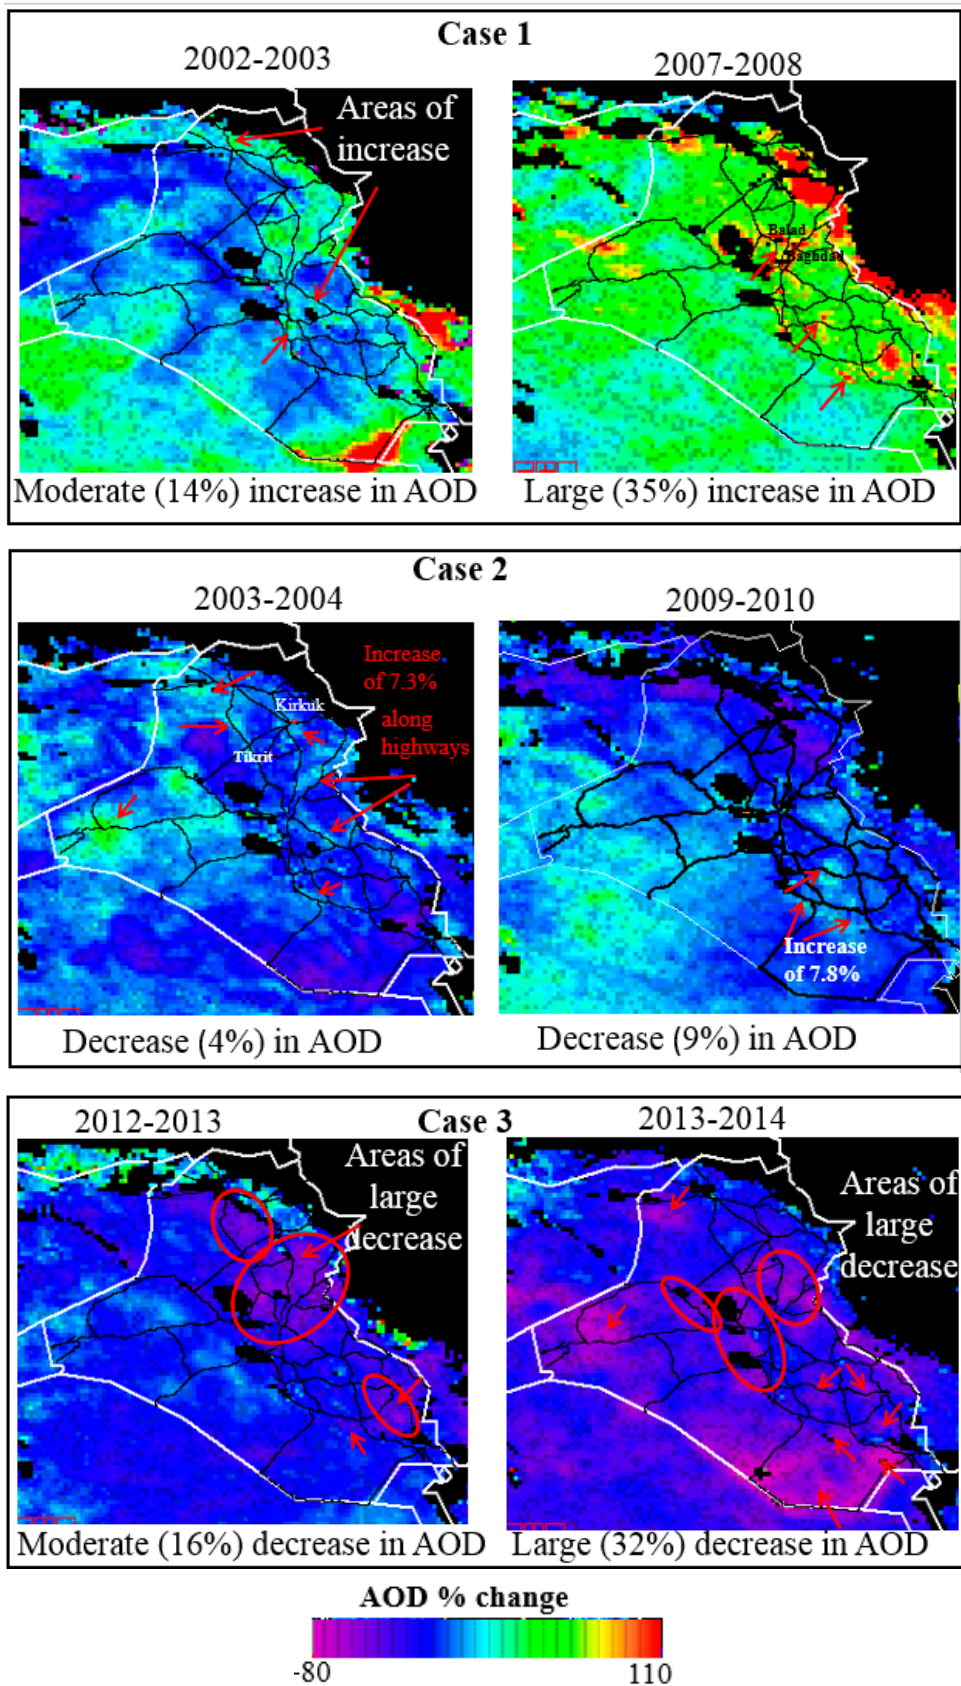 Case 1
2002-2003
2007-2008
Areas of
increase
Balad
Baghdad
Moderate (14%) increase in AOD
Large (35%) increase in AOD
Case 2
2003-2004
2009-2010
Increase
of 7.3%
along
highways
Kirkuk
Tikrit
Increase
of 7.8%
Decrease (4%) in AOD
Decrease (9%) in AOD
2012-2013
Case 3
2013-2014
Areas of
large
decrease
Areas of
large
decrease
Moderate (16%) decrease in AOD
Large (32%) decrease in AOD
AOD % change
-80
110